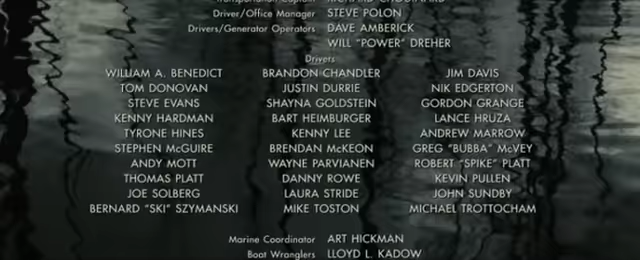 Transportation Captain RICHARD CHOUINARD
Driver/Office Manager STEVE POLON
Drivers/Generator Operators DAVE AMBERICK
WILL "POWER" DREHER
Drivers
WILLIAM A. BENEDICT BRANDON CHANDLER JIM DAVIS
TOM DONOVAN JUSTIN DURRIE NIK EDGERTON
STEVE EVANS SHAYNA GOLDSTEIN GORDON GRANGE
KENNY HARDMAN BART HEIMBURGER LANCE HRUZA
TYRONE HINES KENNY LEE ANDREW MARROW
STEPHEN McGUIRE BRENDAN McKEON GREG "BUBBA" McVEY
ANDY MOTT WAYNE PARVIANEN ROBERT "SPIKE" PLATT
THOMAS PLATT DANNY ROWE KEVIN PULLEN
JOE SOLBERG LAURA STRIDE JOHN SUNDBY
BERNARD "SKI" SZYMANSKI MIKE TOSTON MICHAEL TROTTOCHAM
Marine Coordinator ART HICKMAN
Boat Wranglers LLOYD L. KADOW